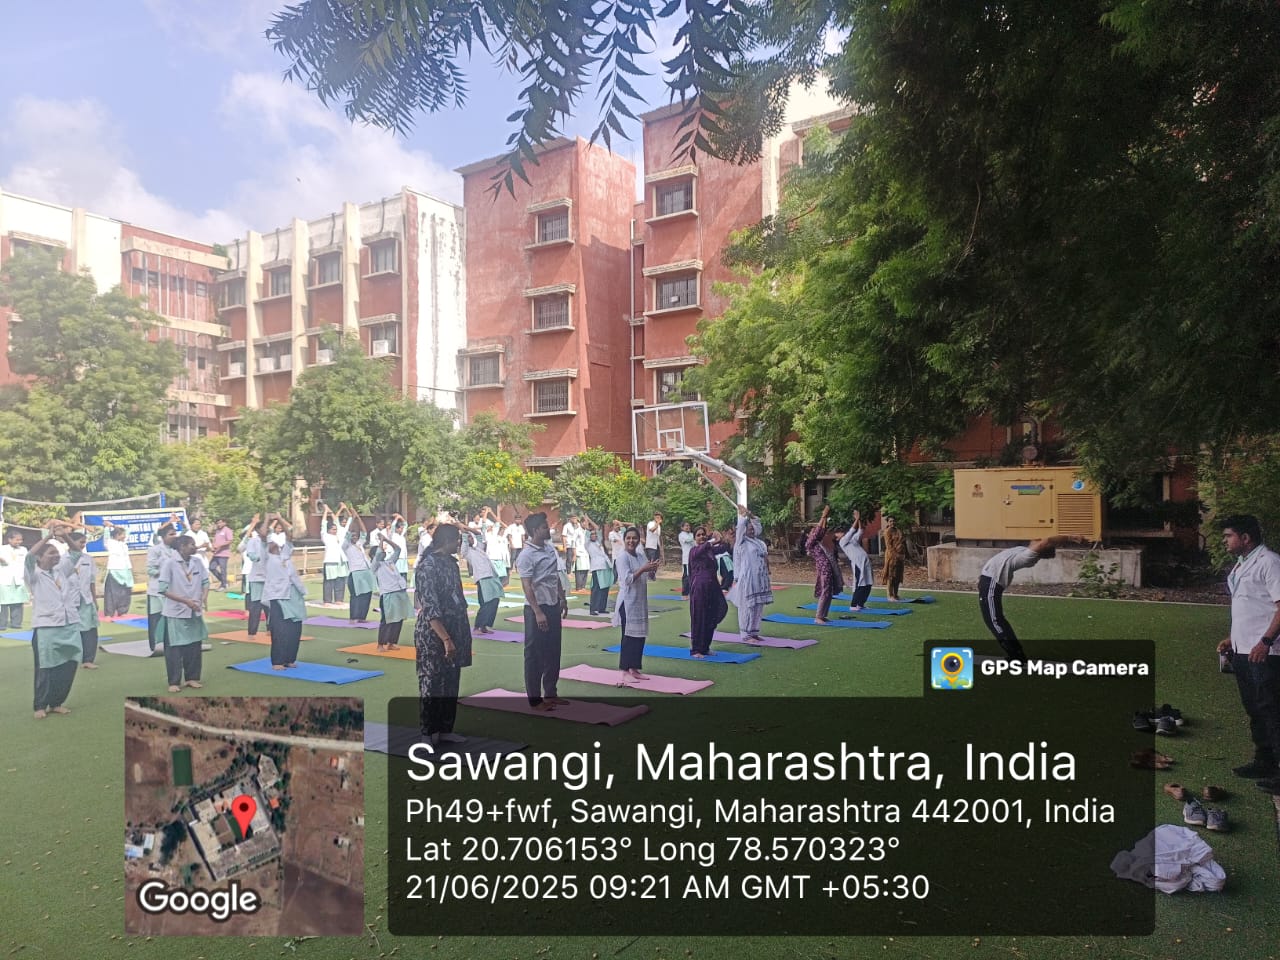 GPS Map Camera
Sawangi, Maharashtra, India
Ph49+fwf, Sawangi, Maharashtra 442001, India
Lat 20.706153° Long 78.570323°
21/06/2025 09:21 AM GMT +05:30
Google